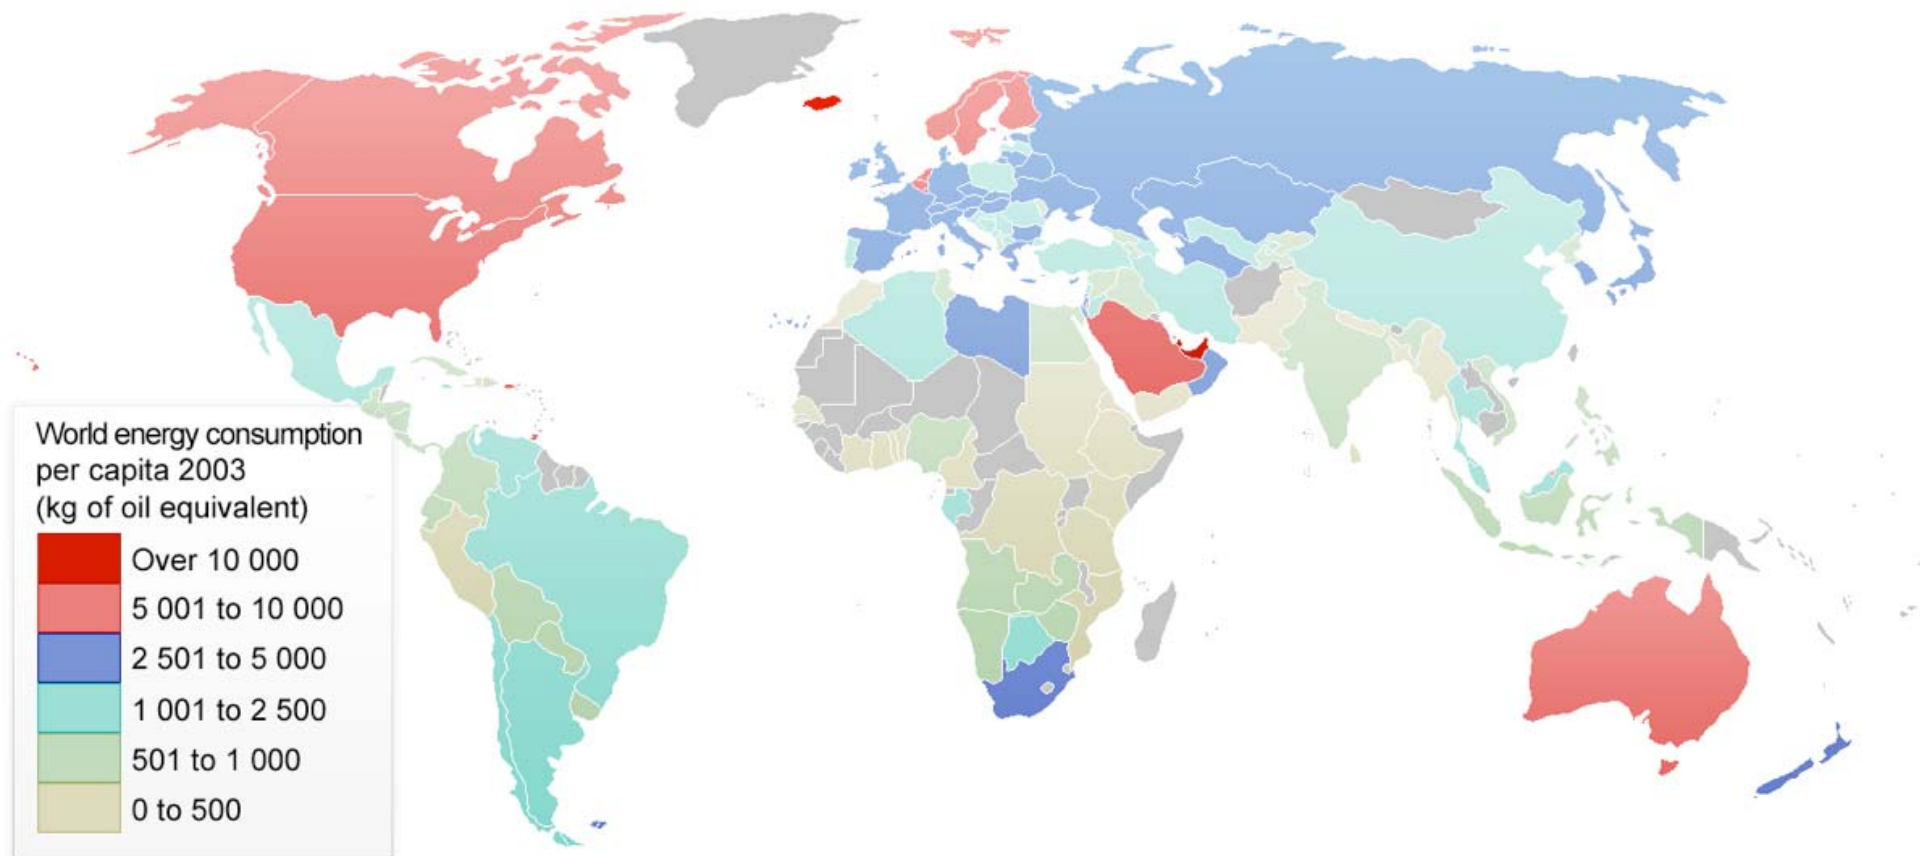 World energy consumption
per capita 2003
(kg of oil equivalent)
Over 10 000
5 001 to 10 000
2 501 to 5 000
1 001 to 2 500
501 to 1 000
0 to 500